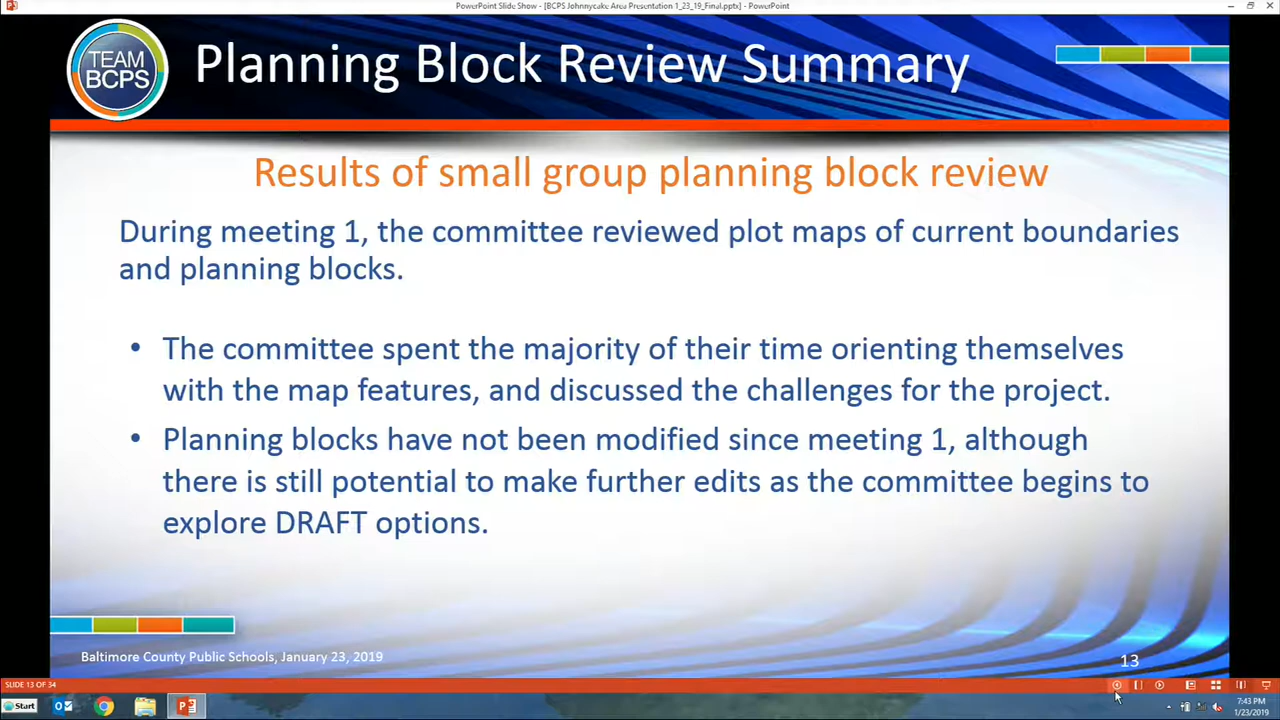 PowerPoint Slide Show - [BCPS Johnnycake Area Presentation 1_23_19_Final.pptx] - PowerPoint
TEAM
BCPS
Planning Block Review Summary
Results of small group planning block review
During meeting 1, the committee reviewed plot maps of current boundaries
and planning blocks.
• The committee spent the majority of their time orienting themselves
with the map features, and discussed the challenges for the project.
• Planning blocks have not been modified since meeting 1, although
there is still potential to make further edits as the committee begins to
explore DRAFT options.
Baltimore County Public Schools, January 23, 2019
13
SLIDE 13 OF 34
Start
7:43 PM
1/23/2019